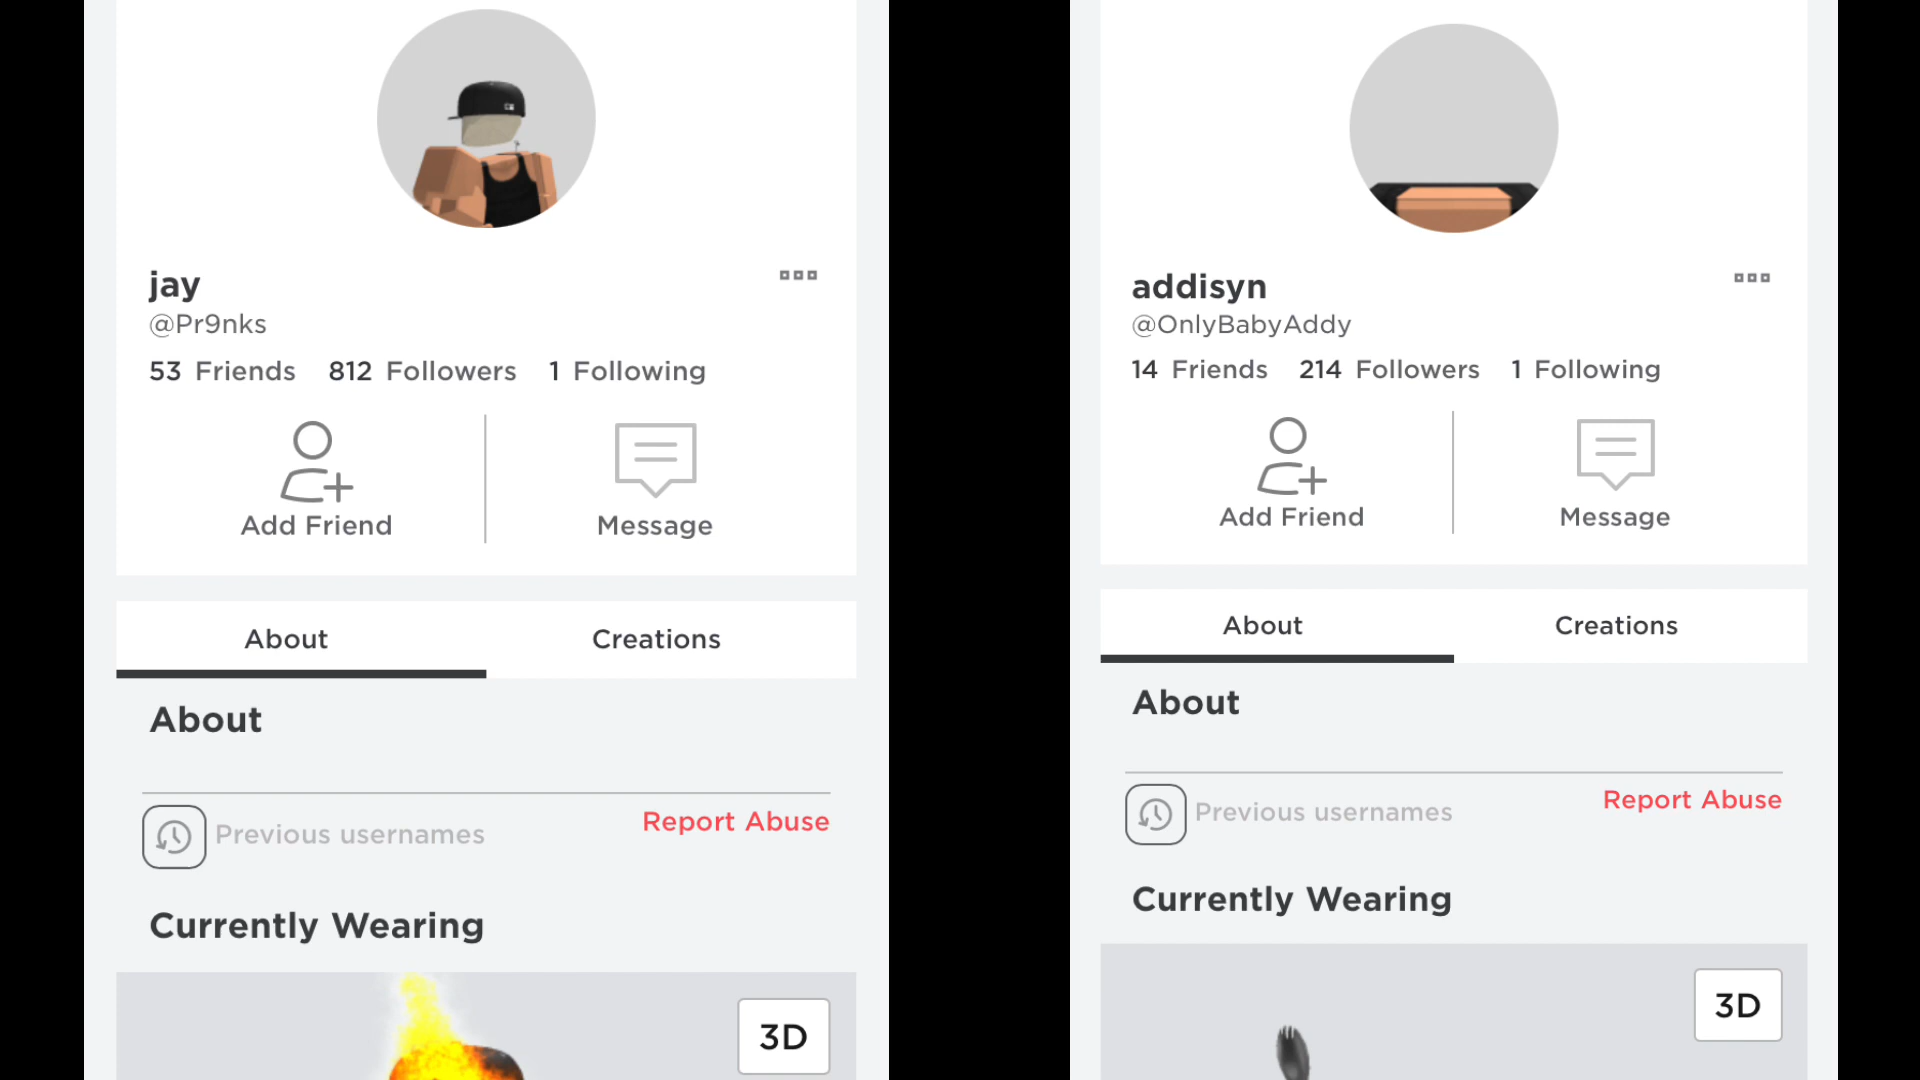 jay
@Pr9nks
53 Friends 812 Followers 1 Following
Add Friend Message
About Creations
About
Previous usernames Report Abuse
Currently Wearing
3D
addisyn
@OnlyBabyAddy
14 Friends 214 Followers 1 Following
Add Friend Message
About Creations
About
Previous usernames Report Abuse
Currently Wearing
3D